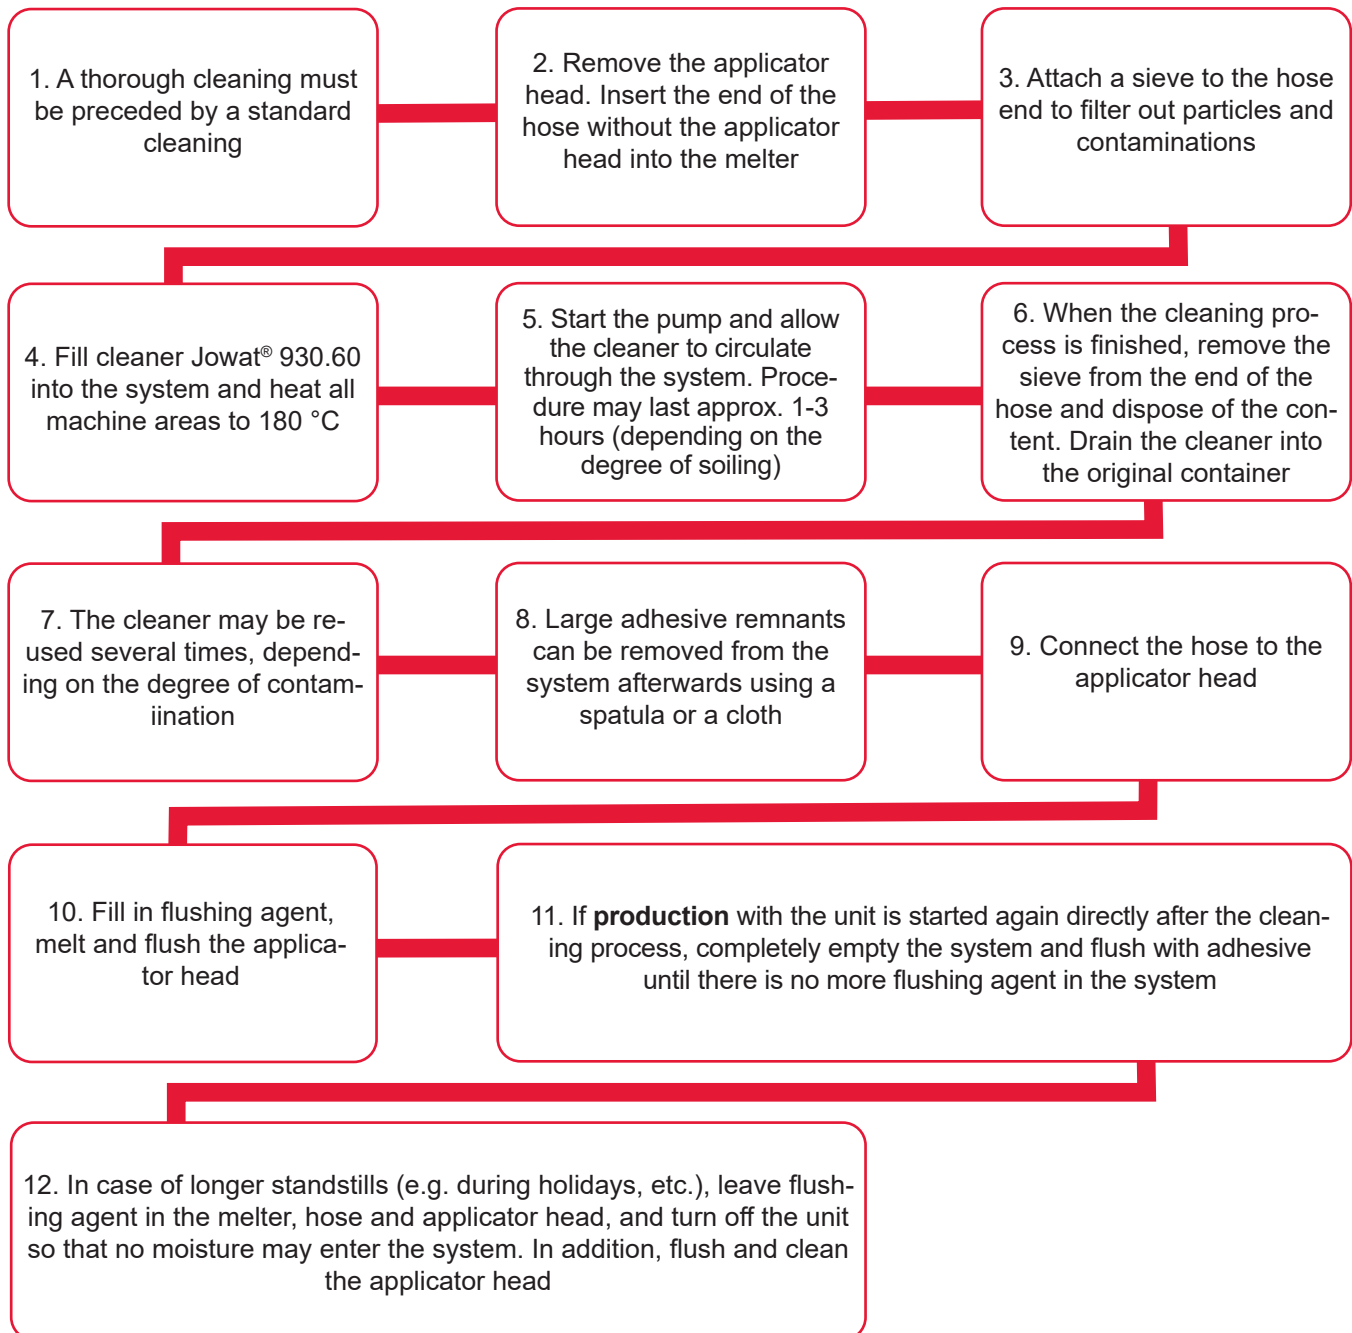 1. A thorough cleaning must
be preceded by a standard
cleaning
2. Remove the applicator
head. Insert the end of the
hose without the applicator
head into the melter
3. Attach a sieve to the hose
end to filter out particles and
contaminations
4. Fill cleaner Jowat® 930.60
into the system and heat all
machine areas to 180 °C
5. Start the pump and allow
the cleaner to circulate
through the system. Proce-
dure may last approx. 1-3
hours (depending on the
degree of soiling)
6. When the cleaning pro-
cess is finished, remove the
sieve from the end of the
hose and dispose of the con-
tent. Drain the cleaner into
the original container
7. The cleaner may be re-
used several times, depend-
ing on the degree of contam-
iination
8. Large adhesive remnants
can be removed from the
system afterwards using a
spatula or a cloth
9. Connect the hose to the
applicator head
10. Fill in flushing agent,
melt and flush the applica-
tor head
11. If production with the unit is started again directly after the clean-
ing process, completely empty the system and flush with adhesive
until there is no more flushing agent in the system
12. In case of longer standstills (e.g. during holidays, etc.), leave flush-
ing agent in the melter, hose and applicator head, and turn off the unit
so that no moisture may enter the system. In addition, flush and clean
the applicator head